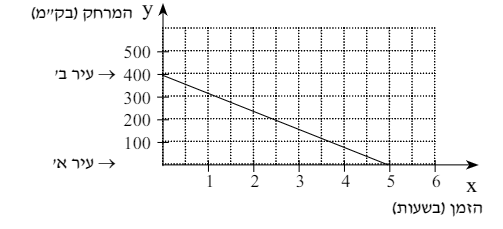 המרחק (בק״מ) y
500
עיר ב' → 400
300
200
100
עיר א' →
1 2 3 4 5 6
x
הזמן (בשעות)